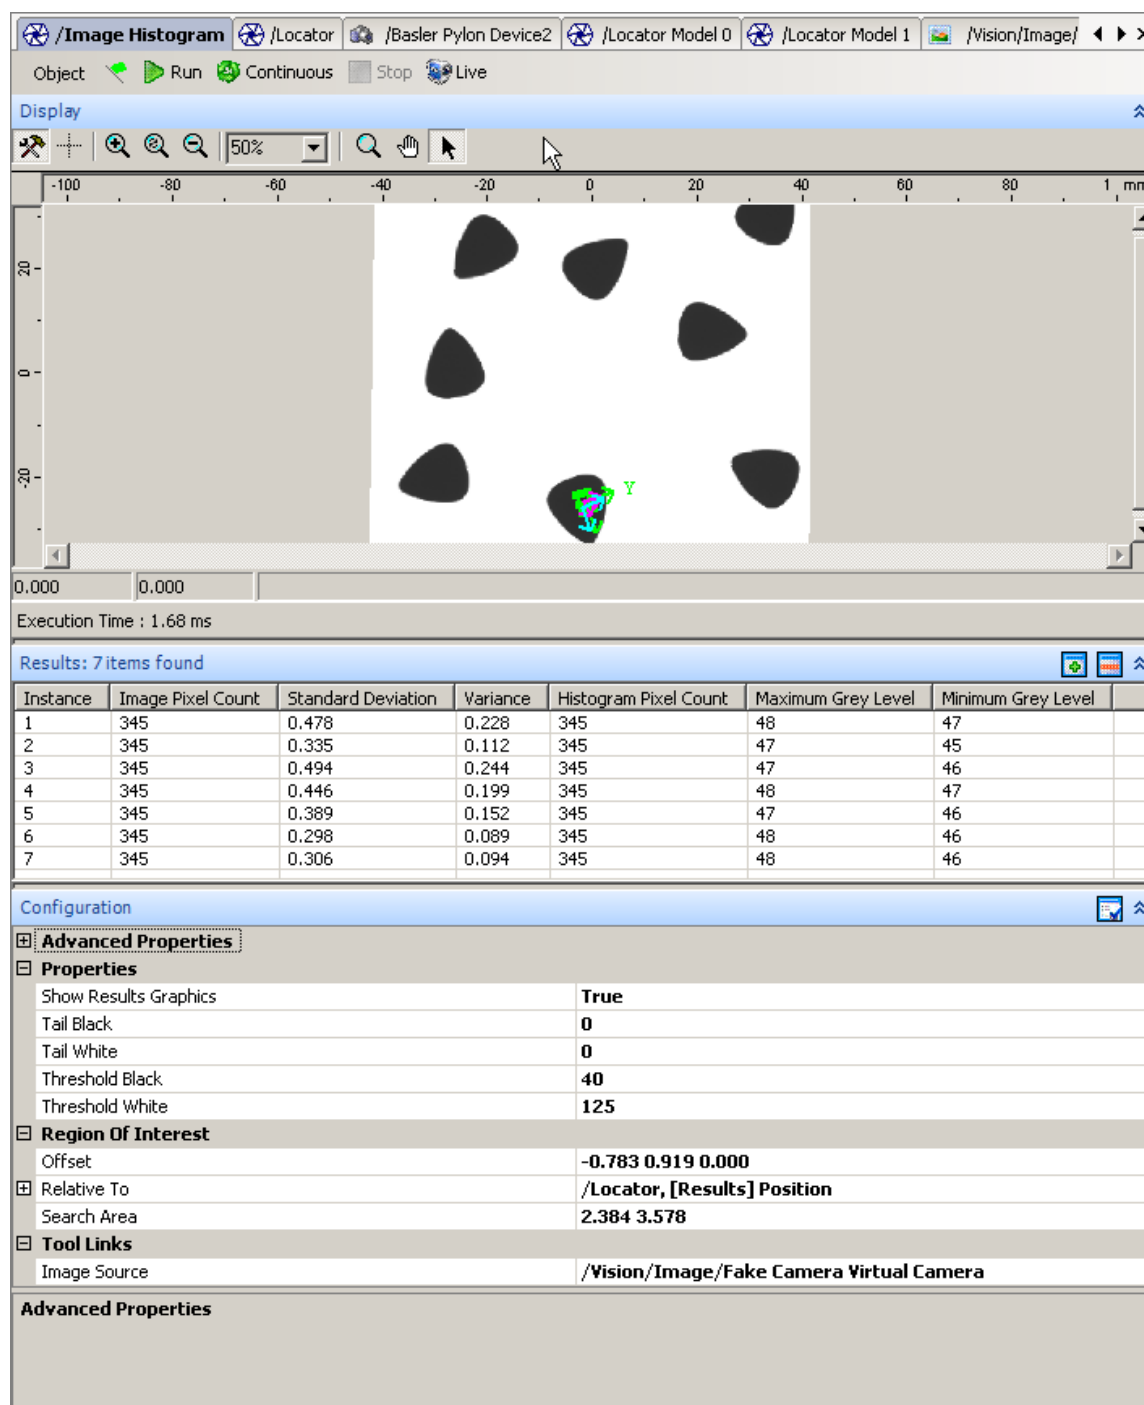 /Image Histogram /Locator /Basler Pylon Device2 /Locator Model 0 /Locator Model 1 /Vision/Image/
Object Run Continuous Stop Live
Display
50%
-100 -80 -60 -40 -20 0 20 40 60 80 1 mm
20
0
-20
Y
0.000 0.000
Execution Time : 1.68 ms
Results: 7 items found
Instance Image Pixel Count Standard Deviation Variance Histogram Pixel Count Maximum Grey Level Minimum Grey Level
1 345 0.478 0.228 345 48 47
2 345 0.335 0.112 345 47 45
3 345 0.494 0.244 345 47 46
4 345 0.446 0.199 345 48 47
5 345 0.389 0.152 345 47 46
6 345 0.298 0.089 345 48 46
7 345 0.306 0.094 345 48 46
Configuration
Advanced Properties
Properties
Show Results Graphics True
Tail Black 0
Tail White 0
Threshold Black 40
Threshold White 125
Region Of Interest
Offset -0.783 0.919 0.000
Relative To /Locator, [Results] Position
Search Area 2.384 3.578
Tool Links
Image Source /Vision/Image/Fake Camera Virtual Camera
Advanced Properties